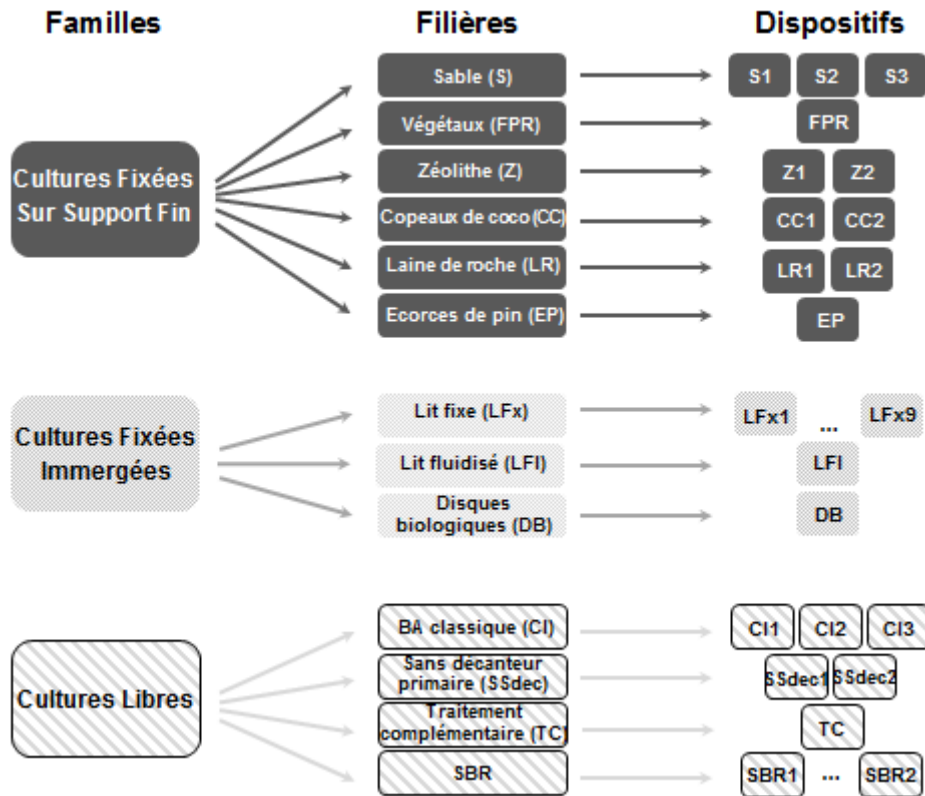 Familles
Filières
Dispositifs
Cultures Fixées
Sur Support Fin
Sable (S)
S1
S2
S3
Végétaux (FPR)
FPR
Zéolithe (Z)
Z1
Z2
Copeaux de coco (CC)
CC1
CC2
Laine de roche (LR)
LR1
LR2
Ecorces de pin (EP)
EP
Cultures Fixées
Immergées
Lit fixe (LFx)
LFx1
...
LFx9
Lit fluidisé (LFl)
LFl
Disques
biologiques (DB)
DB
Cultures Libres
BA classique (Cl)
Cl1
Cl2
Cl3
Sans décanteur
primaire (SSdec)
SSdec1
SSdec2
Traitement
complémentaire (TC)
TC
SBR
SBR1
...
SBR2